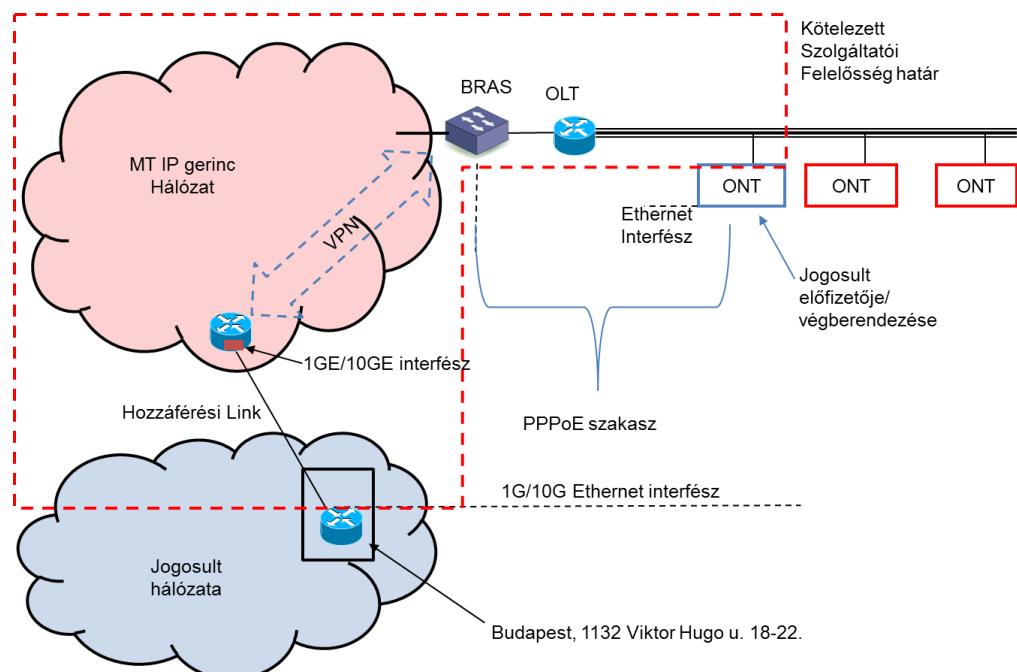 Kötelezett
Szolgáltatói
Felelősség határ
BRAS
OLT
MT IP gerinc
Hálózat
ONT
ONT
ONT
VPN
Ethernet
Interfész
Jogosult
előfizetője/
végberendezése
1GE/10GE interfész
Hozzáférési Link
PPPoE szakasz
1G/10G Ethernet interfész
Jogosult
hálózata
Budapest, 1132 Viktor Hugo u. 18-22.